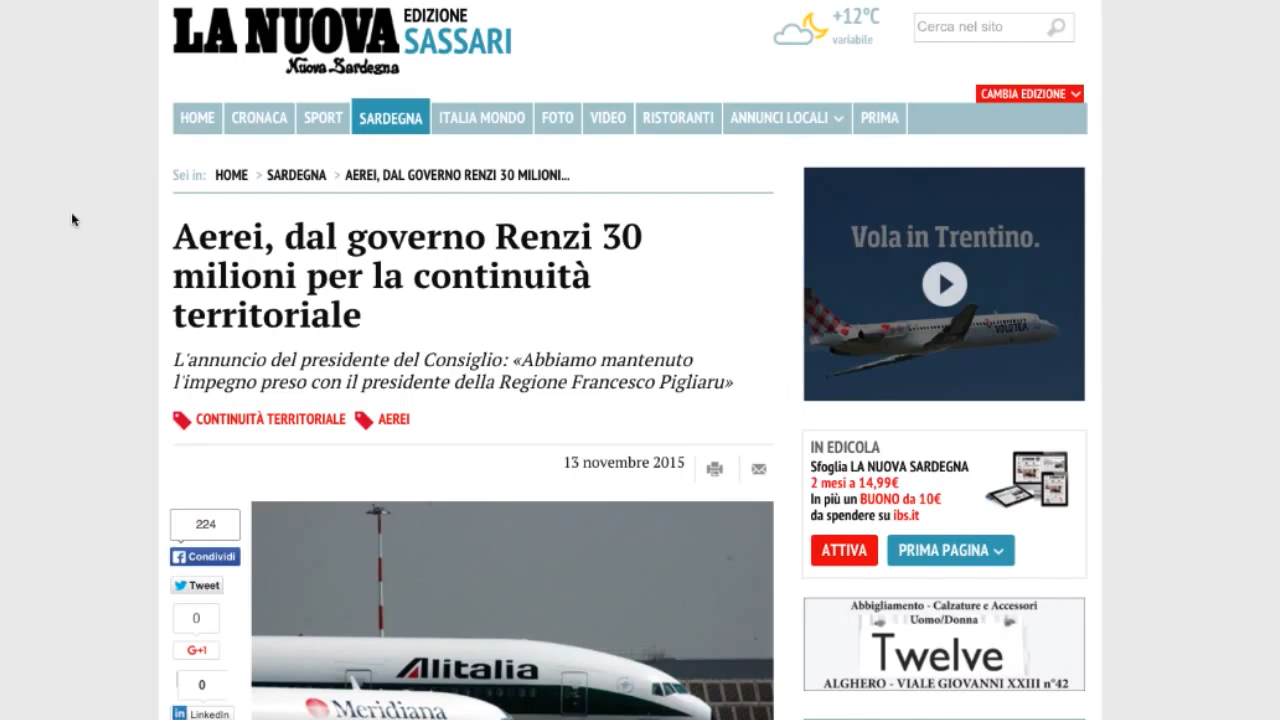 LA NUOVA
EDIZIONE
SASSARI
Nuova Sardegna
+12°C
variabile
Cerca nel sito
CAMBIA EDIZIONE
HOME CRONACA SPORT SARDEGNA ITALIA MONDO FOTO VIDEO RISTORANTI ANNUNCI LOCALI PRIMA
Sei in: HOME > SARDEGNA > AEREI, DAL GOVERNO RENZI 30 MILIONI...
Aerei, dal governo Renzi 30
milioni per la continuità
territoriale
L'annuncio del presidente del Consiglio: «Abbiamo mantenuto
l'impegno preso con il presidente della Regione Francesco Pigliaru»
CONTINUITÀ TERRITORIALE AEREI
13 novembre 2015
224
Condividi
Tweet
0
G+1
0
in LinkedIn
Alitalia
Meridiana
Vola in Trentino.
VOLOTEA
IN EDICOLA
Sfoglia LA NUOVA SARDEGNA
2 mesi a 14,99€
In più un BUONO da 10€
da spendere su ibs.it
ATTIVA PRIMA PAGINA
Abbigliamento - Calzature e Accessori
Uomo/Donna
Twelve
ALGHERO - VIALE GIOVANNI XXIII n°42